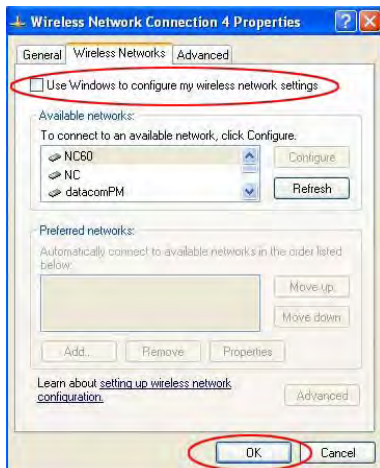 Wireless Network Connection 4 Properties
General Wireless Networks Advanced
Use Windows to configure my wireless network settings
Available networks:
To connect to an available network, click Configure.
NC60
NC
datacomPM
Configure
Refresh
Preferred networks:
Automatically connect to available networks in the order listed
below:
Move up
Move down
Add... Remove Properties
Learn about setting up wireless network
configuration.
Advanced
OK Cancel